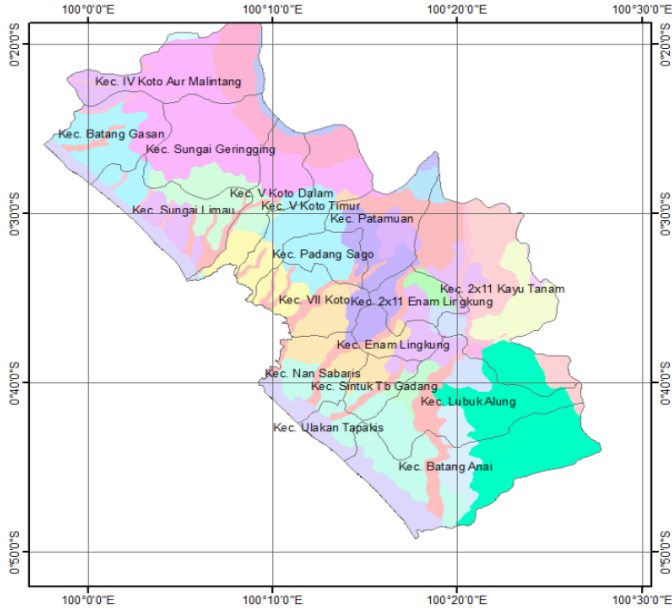 100°0'0"E 100°10'0"E 100°20'0"E 100°30'0"E
0°20'0"S 0°20'0"S
Kec. IV Koto Aur Malintang
Kec. Batang Gasan
Kec. Sungai Geringging
Kec. V Koto Dalam
Kec. V Koto Timur
Kec. Sungai Limau
0°30'0"S 0°30'0"S
Kec. Patamuan
Kec. Padang Sago
Kec. 2x11 Kayu Tanam
Kec. VII Koto
Kec. 2x11 Enam Lingkung
Kec. Enam Lingkung
Kec. Nan Sabaris
0°40'0"S 0°40'0"S
Kec. Sintuk Tb Gadang
Kec. Lubuk Alung
Kec. Ulakan Tapakis
Kec. Batang Anai
0°50'0"S 0°50'0"S
100°0'0"E 100°10'0"E 100°20'0"E 100°30'0"E